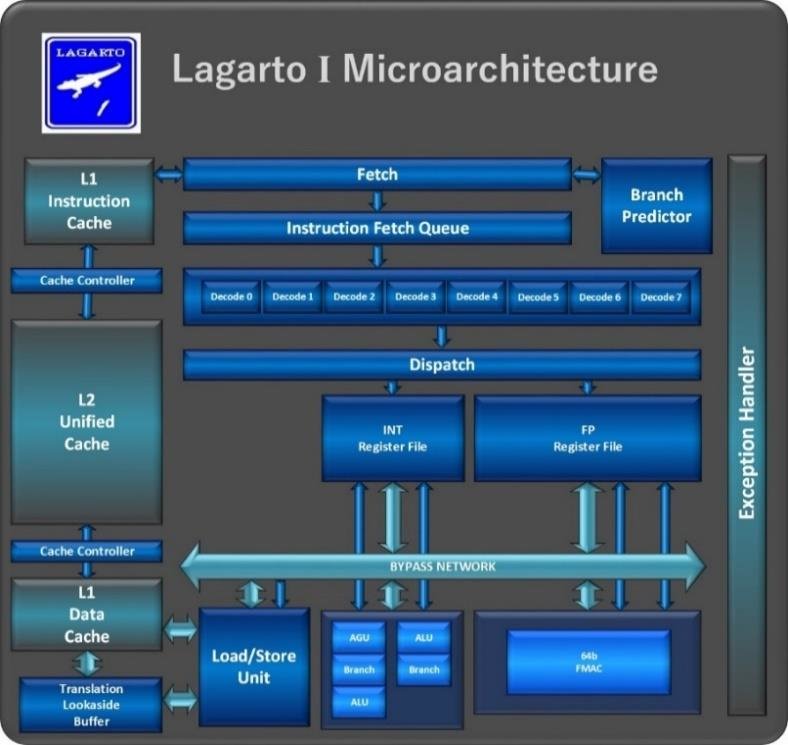 LAGARTO
Lagarto I Microarchitecture
L1
Instruction
Cache
Fetch
Branch
Predictor
Instruction Fetch Queue
Cache Controller
Decode 0
Decode 1
Decode 2
Decode 3
Decode 4
Decode 5
Decode 6
Decode 7
Dispatch
L2
Unified
Cache
INT
Register File
FP
Register File
Exception Handler
Cache Controller
BYPASS NETWORK
L1
Data
Cache
Load/Store
Unit
AGU
Branch
ALU
ALU
Branch
64b
FMAC
Translation
Lookaside
Buffer